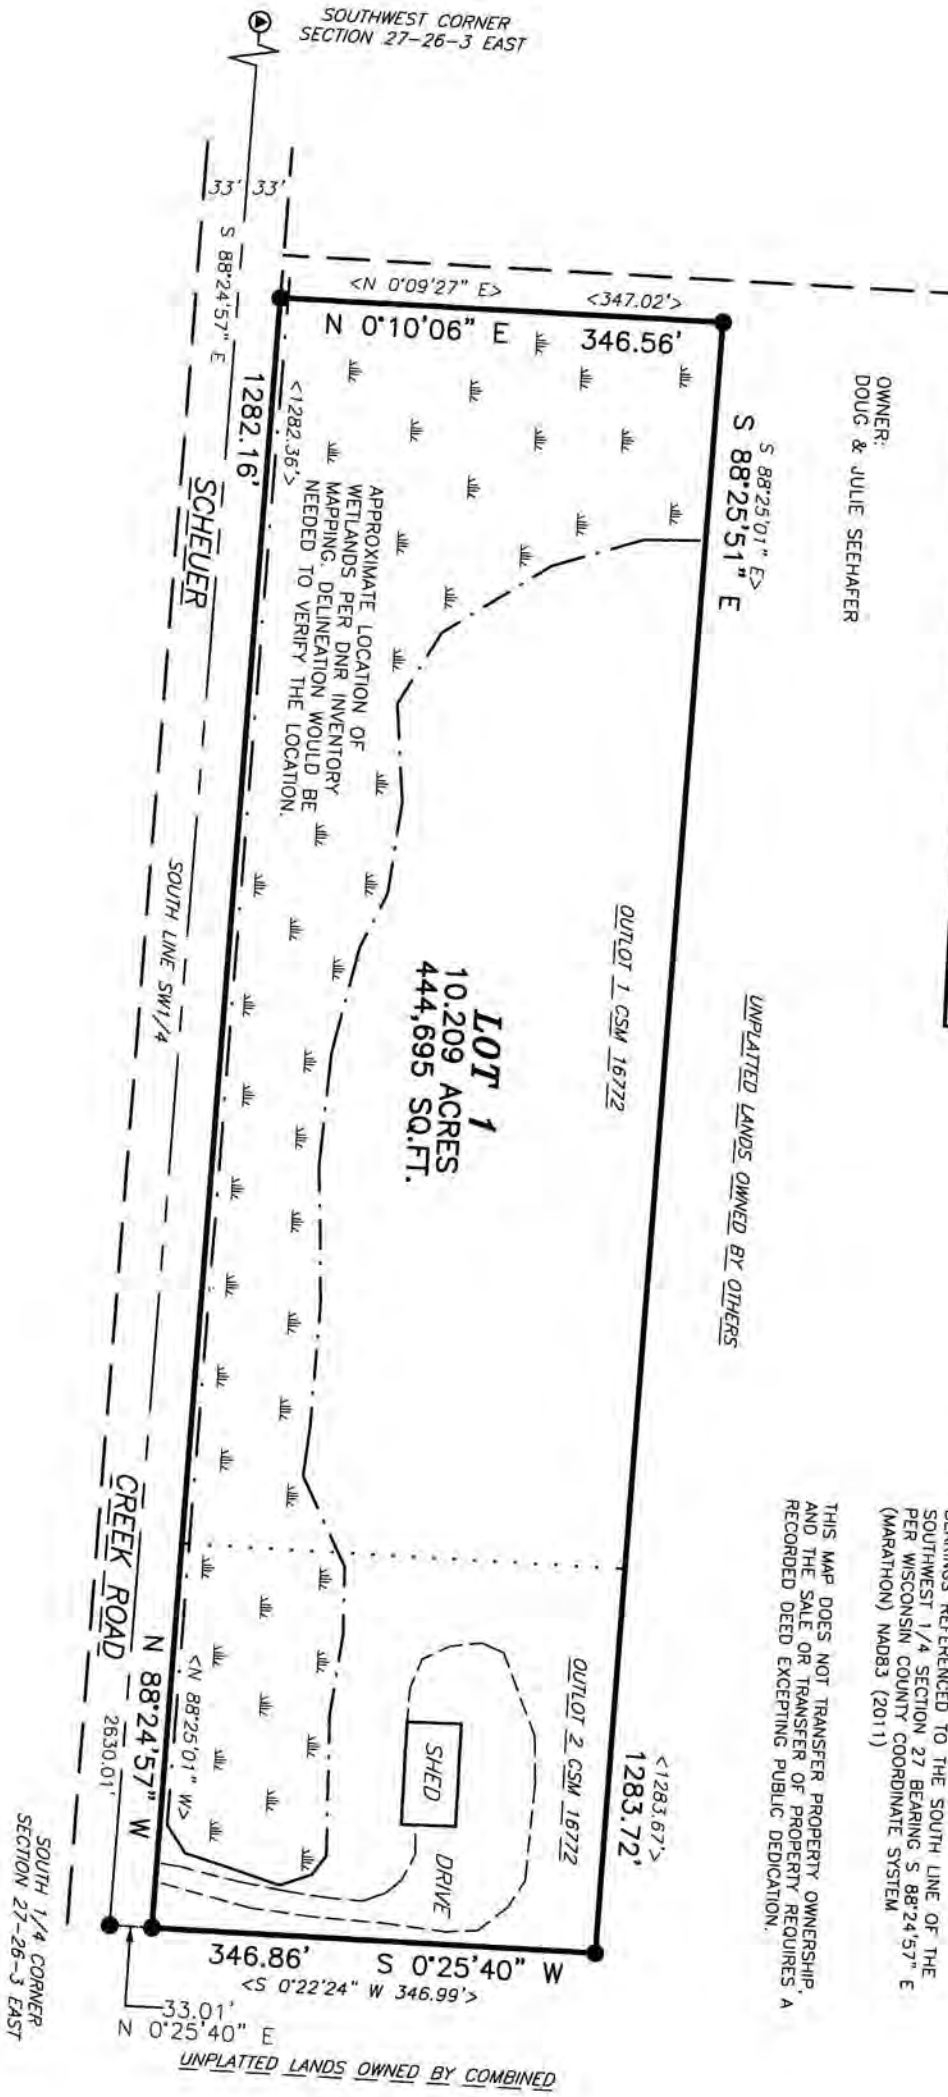 SOUTHWEST CORNER
SECTION 27-26-3 EAST
33' 33'
S 88°24'57" E
<N 0°09'27" E>
<347.02'>
N 0°10'06" E
346.56'
OWNER:
DOUG & JULIE SEEHAFER
S 88°25'01" E>
S 88°25'51" E
<1282.36'>
1282.16'
SCHEUER
APPROXIMATE LOCATION OF
WETLANDS PER DNR INVENTORY
MAPPING. DELINEATION WOULD BE
NEEDED TO VERIFY THE LOCATION.
SOUTH LINE SW1/4
OUTLOT 1 CSM 16772
UNPLATTED LANDS OWNED BY OTHERS
LOT 1
10.209 ACRES
444,695 SQ.FT.
REFERENCED TO THE SOUTH LINE OF THE
SOUTHWEST 1/4 SECTION 27 BEARING S 88°24'57" E
PER WISCONSIN COUNTY COORDINATE SYSTEM
(MARATHON) NAD83 (2011)
THIS MAP DOES NOT TRANSFER PROPERTY OWNERSHIP,
AND THE SALE OR TRANSFER OF PROPERTY REQUIRES A
RECORDED DEED EXCEPTING PUBLIC DEDICATION.
CREEK ROAD
2630.01'
<N 88°25'01" W>
N 88°24'57" W
SHED
DRIVE
OUTLOT 2 CSM 16772
<1283.67'>
1283.72'
346.86'
S 0°25'40" W
<S 0°22'24" W 346.99'>
33.01'
N 0°25'40" E
SOUTH 1/4 CORNER
SECTION 27-26-3 EAST
UNPLATTED LANDS OWNED BY COMBINED